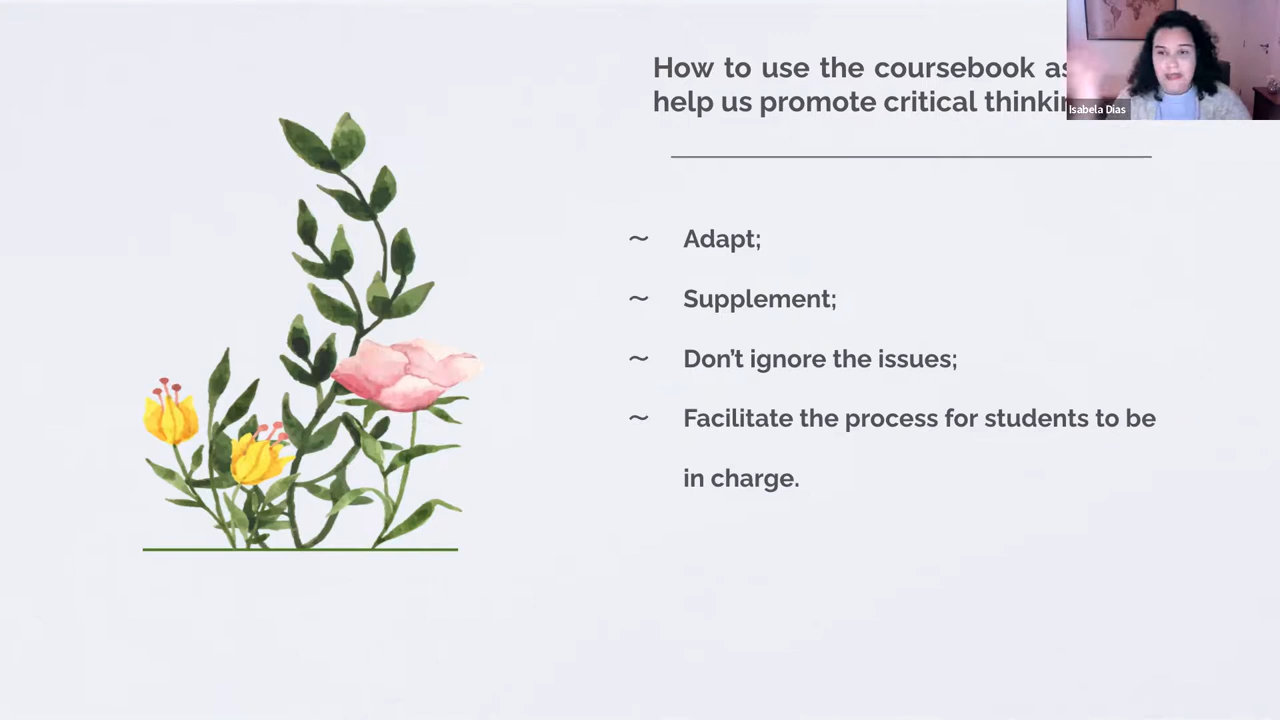 How to use the coursebook as
help us promote critical
Isabela Dias
~ Adapt;
~ Supplement;
~ Don’t ignore the issues;
~ Facilitate the process for students to be
in charge.